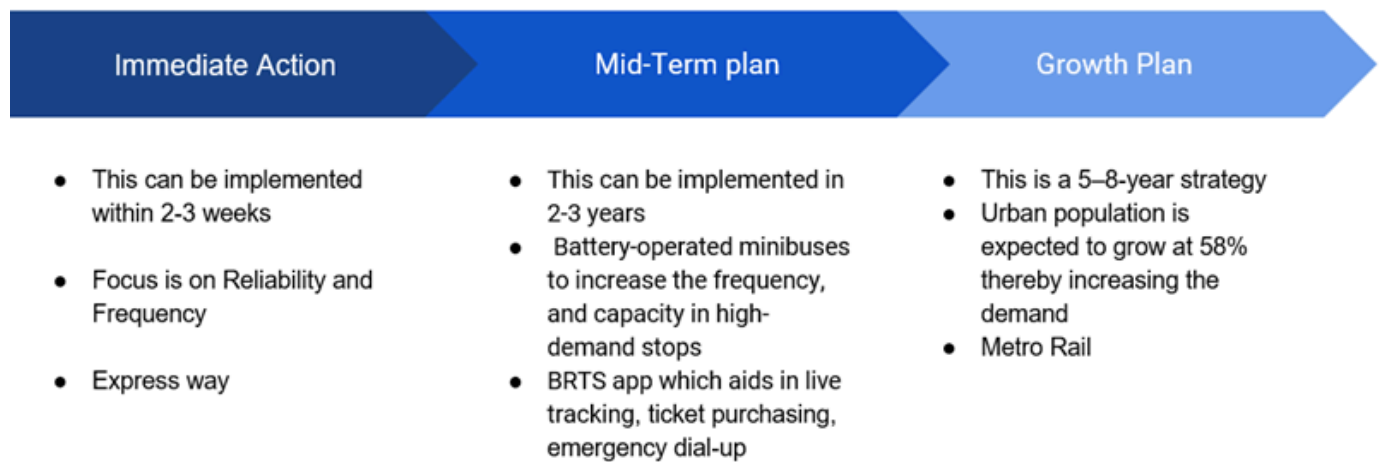 Immediate Action
Mid-Term plan
Growth Plan
● This can be implemented
within 2-3 weeks
● Focus is on Reliability and
Frequency
● Express way
● This can be implemented in
2-3 years
● Battery-operated minibuses
to increase the frequency,
and capacity in high-
demand stops
● BRTS app which aids in live
tracking, ticket purchasing,
emergency dial-up
● This is a 5–8-year strategy
● Urban population is
expected to grow at 58%
thereby increasing the
demand
● Metro Rail